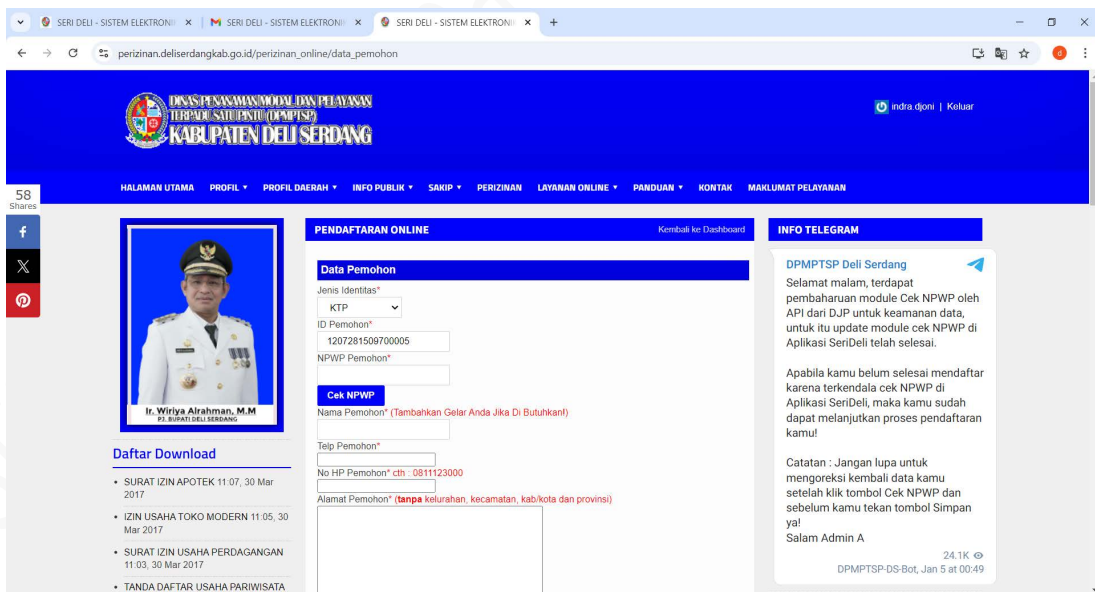 SERI DELI - SISTEM ELEKTRONI
SERI DELI - SISTEM ELEKTRONI
SERI DELI - SISTEM ELEKTRONI
perizinan.deliserdangkab.go.id/perizinan_online/data_pemohon
d
DINAS PENANAMAN MODAL DAN PELAYANAN
TERPADU SATU PINTU (DPMPTSP)
KABUPATEN DELI SERDANG
indra.djoni | Keluar
HALAMAN UTAMA PROFIL PROFIL DAERAH INFO PUBLIK SAKIP PERIZINAN LAYANAN ONLINE PANDUAN KONTAK MAKLUMAT PELAYANAN
58
Shares
Ir. Wiriya Alrahman, M.M
PJ. BUPATI DELI SERDANG
Daftar Download
• SURAT IZIN APOTEK 11:07, 30 Mar
2017
• IZIN USAHA TOKO MODERN 11:05, 30
Mar 2017
• SURAT IZIN USAHA PERDAGANGAN
11:03, 30 Mar 2017
• TANDA DAFTAR USAHA PARIWISATA
PENDAFTARAN ONLINE Kembali ke Dashboard
Data Pemohon
Jenis Identitas*
KTP
ID Pemohon*
1207281509700005
NPWP Pemohon*
Cek NPWP
Nama Pemohon* (Tambahkan Gelar Anda Jika Di Butuhkan!)
Telp Pemohon*
No HP Pemohon* cth : 0811123000
Alamat Pemohon* (tanpa kelurahan, kecamatan, kab/kota dan provinsi)
INFO TELEGRAM
DPMPTSP Deli Serdang
Selamat malam, terdapat
pembaharuan module Cek NPWP oleh
API dari DJP untuk keamanan data,
untuk itu update module cek NPWP di
Aplikasi SeriDeli telah selesai.
Apabila kamu belum selesai mendaftar
karena terkendala cek NPWP di
Aplikasi SeriDeli, maka kamu sudah
dapat melanjutkan proses pendaftaran
kamu!
Catatan : Jangan lupa untuk
mengoreksi kembali data kamu
setelah klik tombol Cek NPWP dan
sebelum kamu tekan tombol Simpan
ya!
Salam Admin A
24.1K
DPMPTSP-DS-Bot, Jan 5 at 00:49